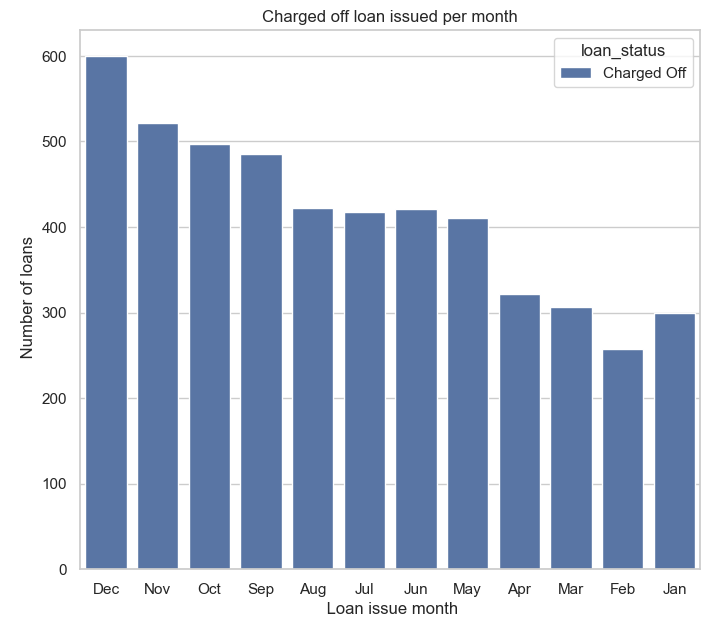 Charged off loan issued per month
loan_status
Charged Off
Number of loans
600
500
400
300
200
100
0
Dec Nov Oct Sep Aug Jul Jun May Apr Mar Feb Jan
Loan issue month